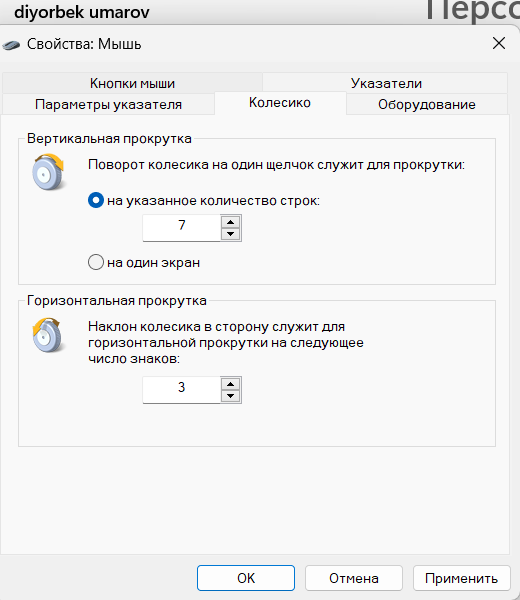 diyorbek umarov
Персо
Свойства: Мышь
Кнопки мыши
Указатели
Параметры указателя
Колесико
Оборудование
Вертикальная прокрутка
Поворот колесика на один щелчок служит для прокрутки:
на указанное количество строк:
7
на один экран
Горизонтальная прокрутка
Наклон колесика в сторону служит для
горизонтальной прокрутки на следующее
число знаков:
3
OK
Отмена
Применить